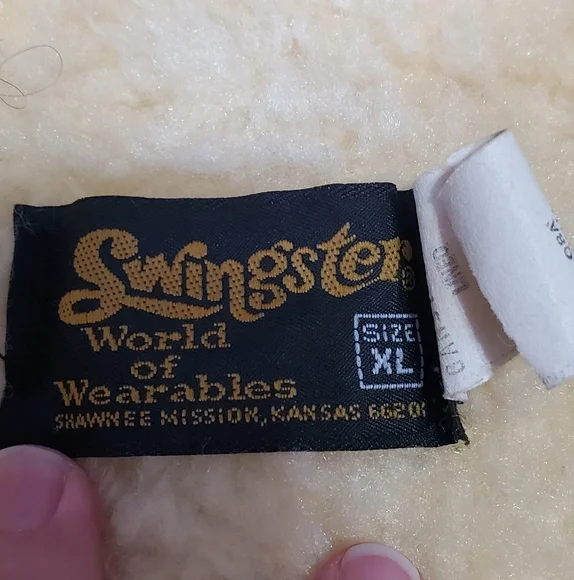 Swingster®
World
of
Wearables
SHAWNEE MISSION, KANSAS 66201
SIZE
XL